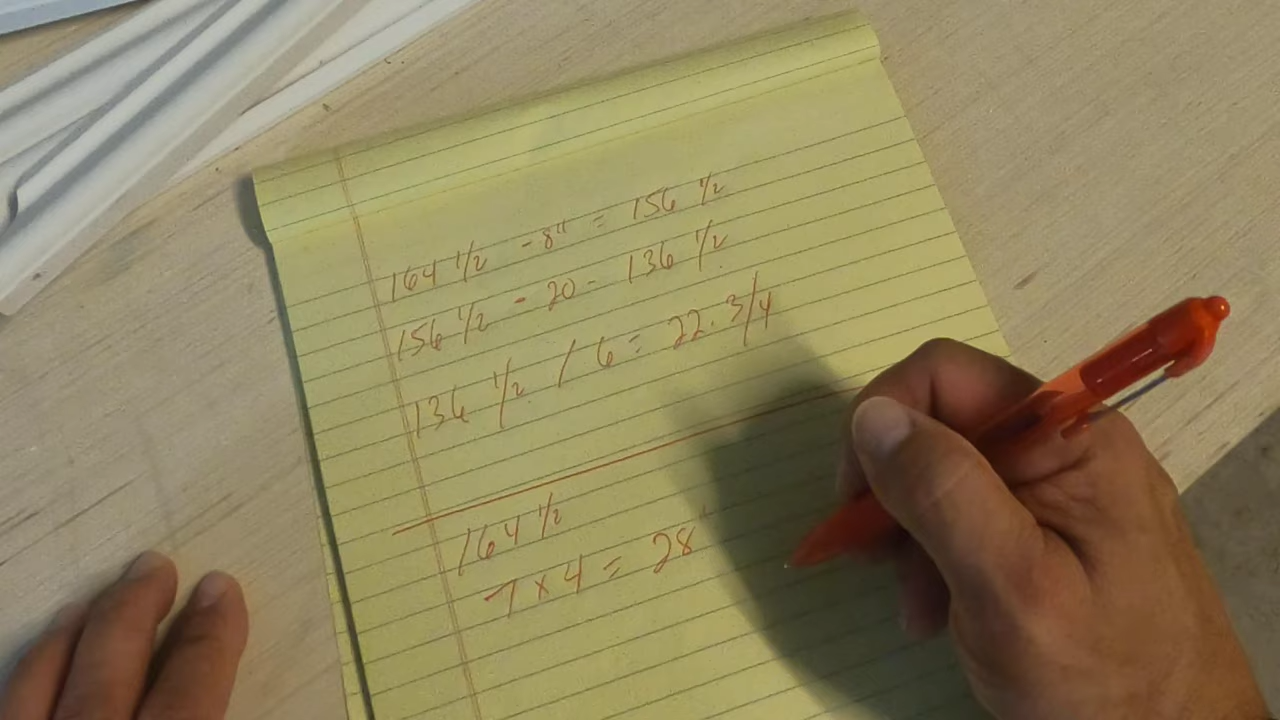 164 1/2 - 8" = 156 1/2
156 1/2 - 20 - 136 1/2
136 1/2 / 6 = 22. 3/4
164 1/2
7 x 4 = 28"